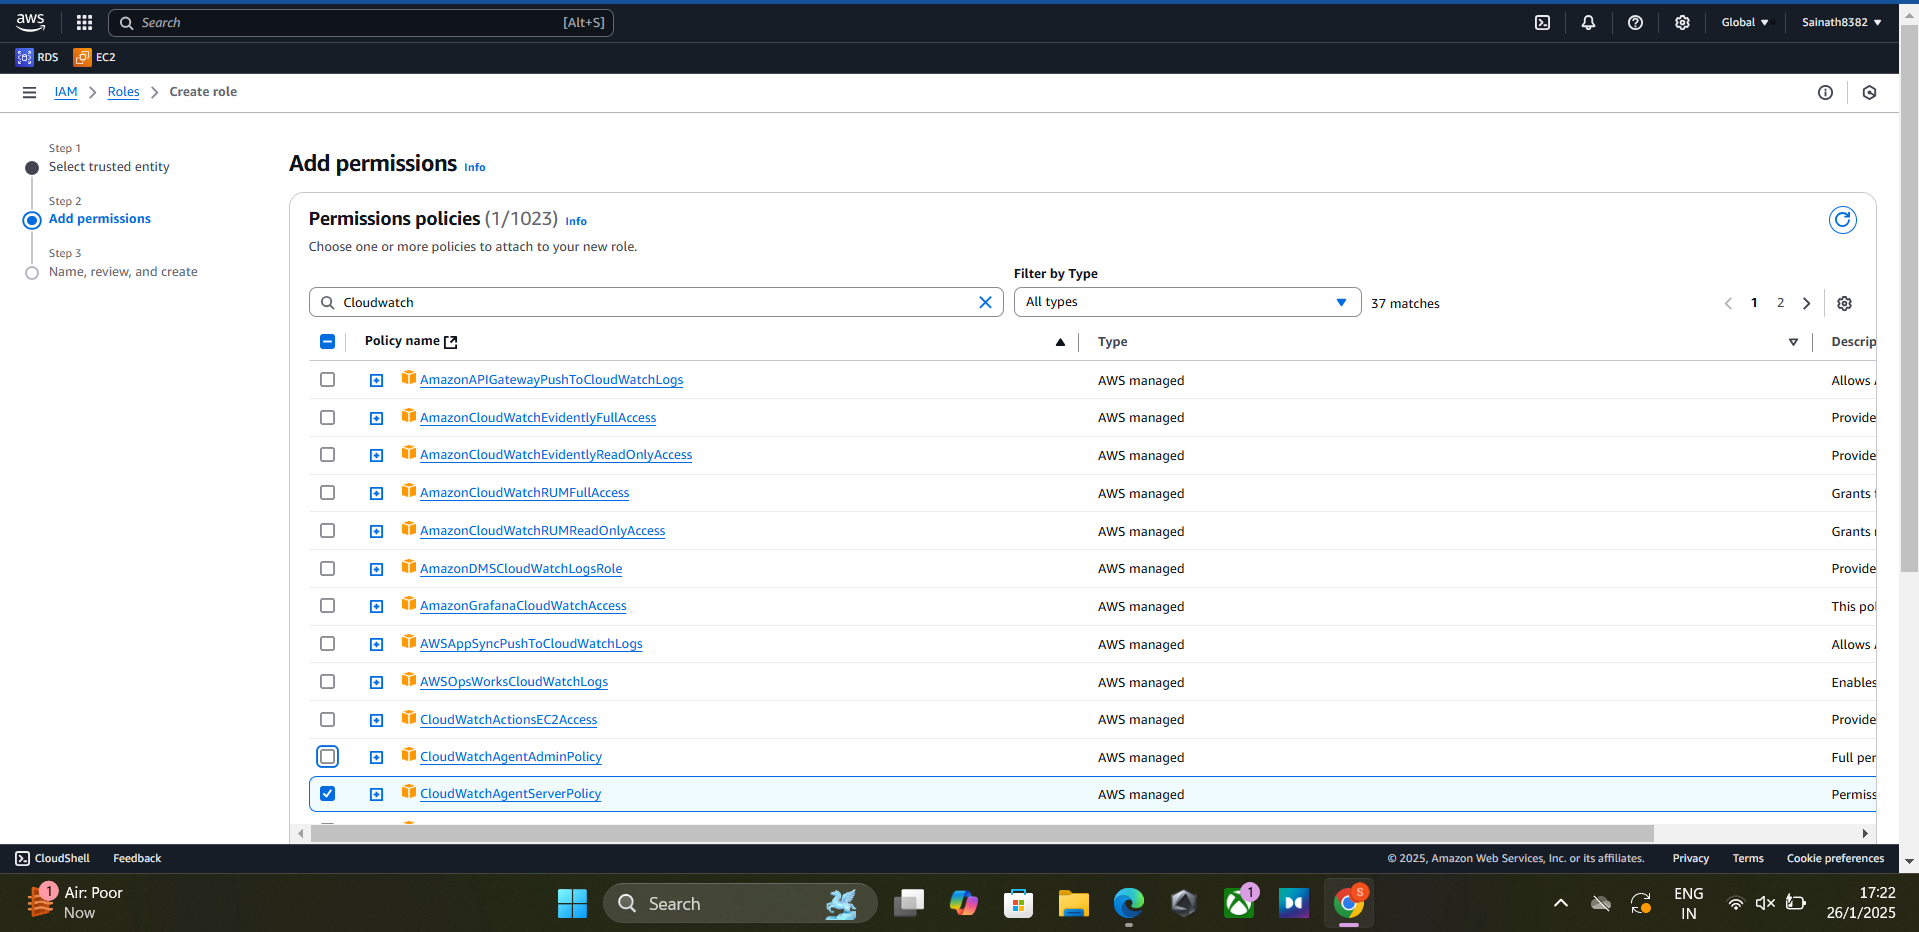 aws
Search [Alt+S]
Global Sainath8382
RDS EC2
IAM Roles Create role
Step 1
Select trusted entity
Step 2
Add permissions
Step 3
Name, review, and create
Add permissions Info
Permissions policies (1/1023) Info
Choose one or more policies to attach to your new role.
Filter by Type
Cloudwatch All types 37 matches 1 2
Policy name Type Descrip
AmazonAPIGatewayPushToCloudWatchLogs AWS managed Allows
AmazonCloudWatchEvidentlyFullAccess AWS managed Provide
AmazonCloudWatchEvidentlyReadOnlyAccess AWS managed Provide
AmazonCloudWatchRUMFullAccess AWS managed Grants
AmazonCloudWatchRUMReadOnlyAccess AWS managed Grants
AmazonDMSCloudWatchLogsRole AWS managed Provide
AmazonGrafanaCloudWatchAccess AWS managed This pol
AWSAppSyncPushToCloudWatchLogs AWS managed Allows
AWSOpsWorksCloudWatchLogs AWS managed Enables
CloudWatchActionsEC2Access AWS managed Provide
CloudWatchAgentAdminPolicy AWS managed Full per
CloudWatchAgentServerPolicy AWS managed Permiss
CloudShell Feedback © 2025, Amazon Web Services, Inc. or its affiliates. Privacy Terms Cookie preferences
1 Air: Poor
Now
Search
1
S
ENG
IN
17:22
26/1/2025